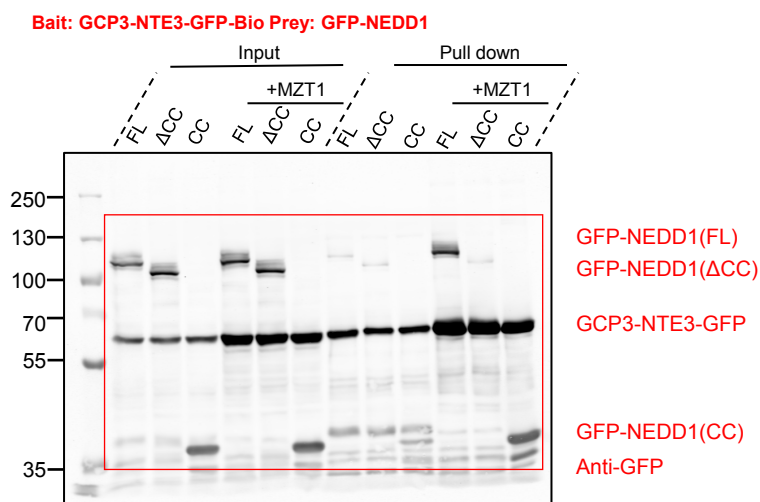 Bait: GCP3-NTE3-GFP-Bio Prey: GFP-NEDD1
Input Pull down
+MZT1 +MZT1
FL ΔCC CC FL ΔCC CC FL ΔCC CC FL ΔCC CC
250
130
100
70
55
35
GFP-NEDD1(FL)
GFP-NEDD1(ΔCC)
GCP3-NTE3-GFP
GFP-NEDD1(CC)
Anti-GFP